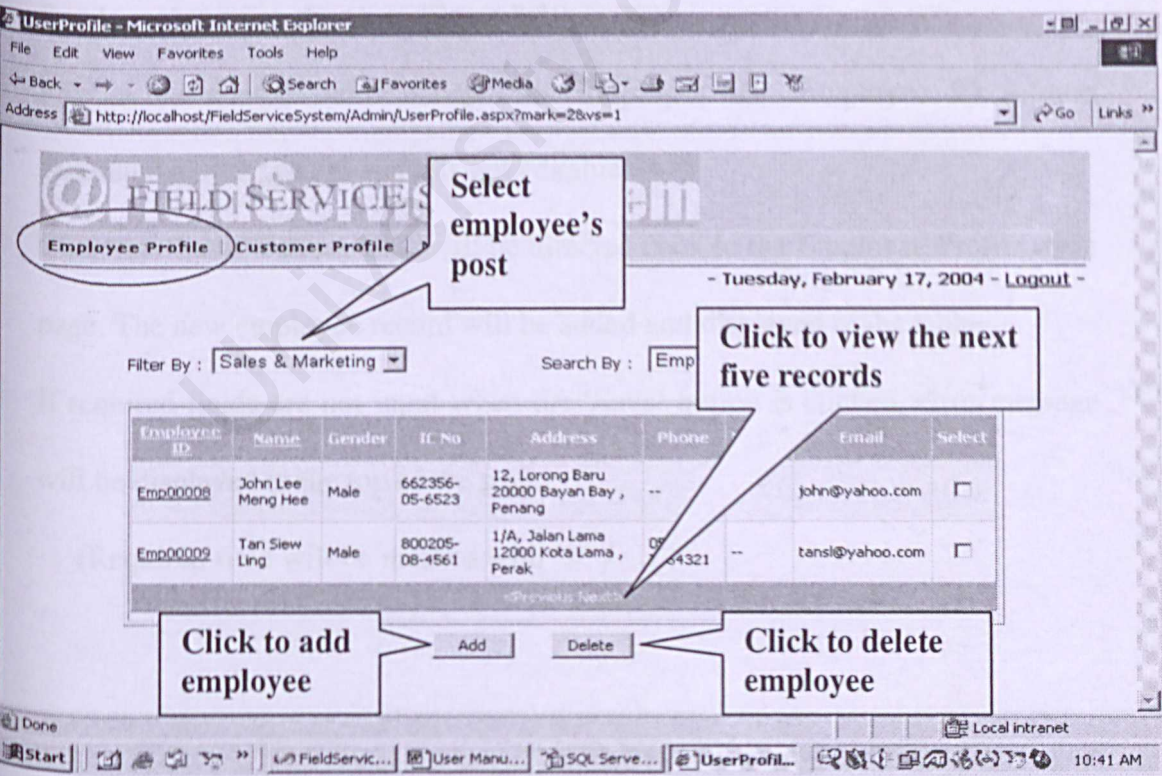 UserProfile - Microsoft Internet Explorer
File Edit View Favorites Tools Help
Back Search Favorites Media
Address http://localhost/FieldServiceSystem/Admin/UserProfile.aspx?mark=2&vs=1 Go Links »
FIELD SERVICE S
Employee Profile | Customer Profile |
Select
employee's
post
- Tuesday, February 17, 2004 - Logout -
Filter By : Sales & Marketing
Search By : Emp
Click to view the next
five records
Employee ID Name Gender IC No Address Phone Email Select
Emp00008 John Lee Meng Hee Male 662356-05-6523 12, Lorong Baru 20000 Bayan Bay , Penang -- john@yahoo.com
Emp00009 Tan Siew Ling Male 800205-08-4561 1/A, Jalan Lama 12000 Kota Lama , Perak 4321 -- tansl@yahoo.com
<Previous Next>
Click to add
employee
Add
Delete
Click to delete
employee
Done
Local intranet
Start » FieldServic... User Manu... SQL Serve... UserProfil... 10:41 AM
University